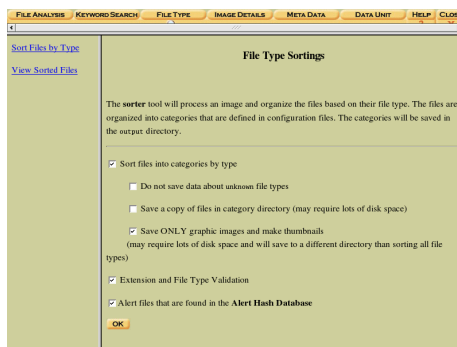 FILE ANALYSIS KEYWORD SEARCH FILE TYPE IMAGE DETAILS META DATA DATA UNIT HELP CLOS
Sort Files by Type
View Sorted Files
File Type Sortings
The sorter tool will process an image and organize the files based on their file type. The files are
organized into categories that are defined in configuration files. The categories will be saved in
the output directory.
Sort files into categories by type
Do not save data about unknown file types
Save a copy of files in category directory (may require lots of disk space)
Save ONLY graphic images and make thumbnails
(may require lots of disk space and will save to a different directory than sorting all file
types)
Extension and File Type Validation
Alert files that are found in the Alert Hash Database
OK